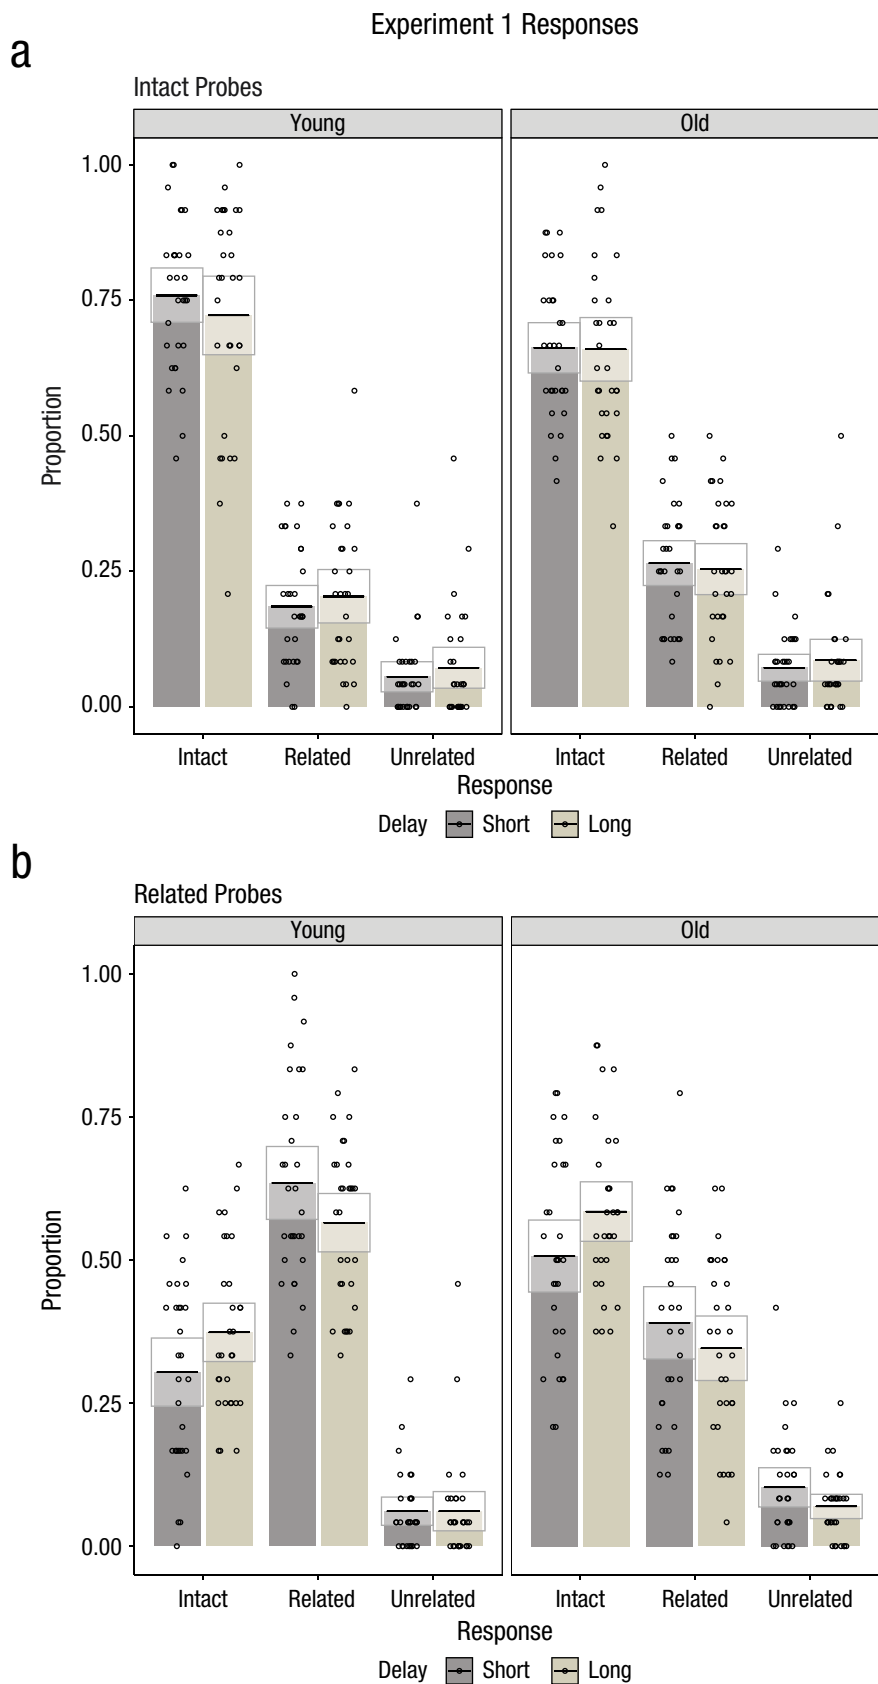 Experiment 1 Responses
a
Intact Probes
Young
Old
1.00
0.75
0.50
0.25
0.00
Proportion
Intact Related Unrelated Intact Related Unrelated
Response
Delay Short Long
b
Related Probes
Young
Old
1.00
0.75
0.50
0.25
0.00
Proportion
Intact Related Unrelated Intact Related Unrelated
Response
Delay Short Long